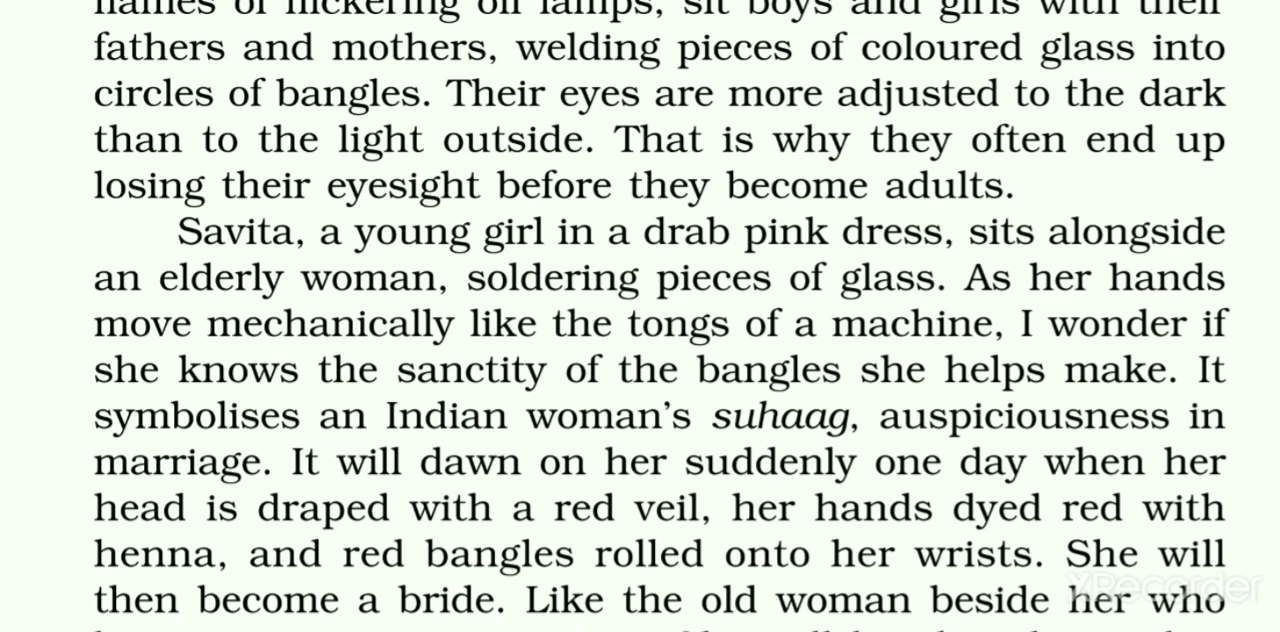 flames of flickering oil lamps, sit boys and girls with their
fathers and mothers, welding pieces of coloured glass into
circles of bangles. Their eyes are more adjusted to the dark
than to the light outside. That is why they often end up
losing their eyesight before they become adults.
Savita, a young girl in a drab pink dress, sits alongside
an elderly woman, soldering pieces of glass. As her hands
move mechanically like the tongs of a machine, I wonder if
she knows the sanctity of the bangles she helps make. It
symbolises an Indian woman’s suhaag, auspiciousness in
marriage. It will dawn on her suddenly one day when her
head is draped with a red veil, her hands dyed red with
henna, and red bangles rolled onto her wrists. She will
then become a bride. Like the old woman beside her who
XRecorder